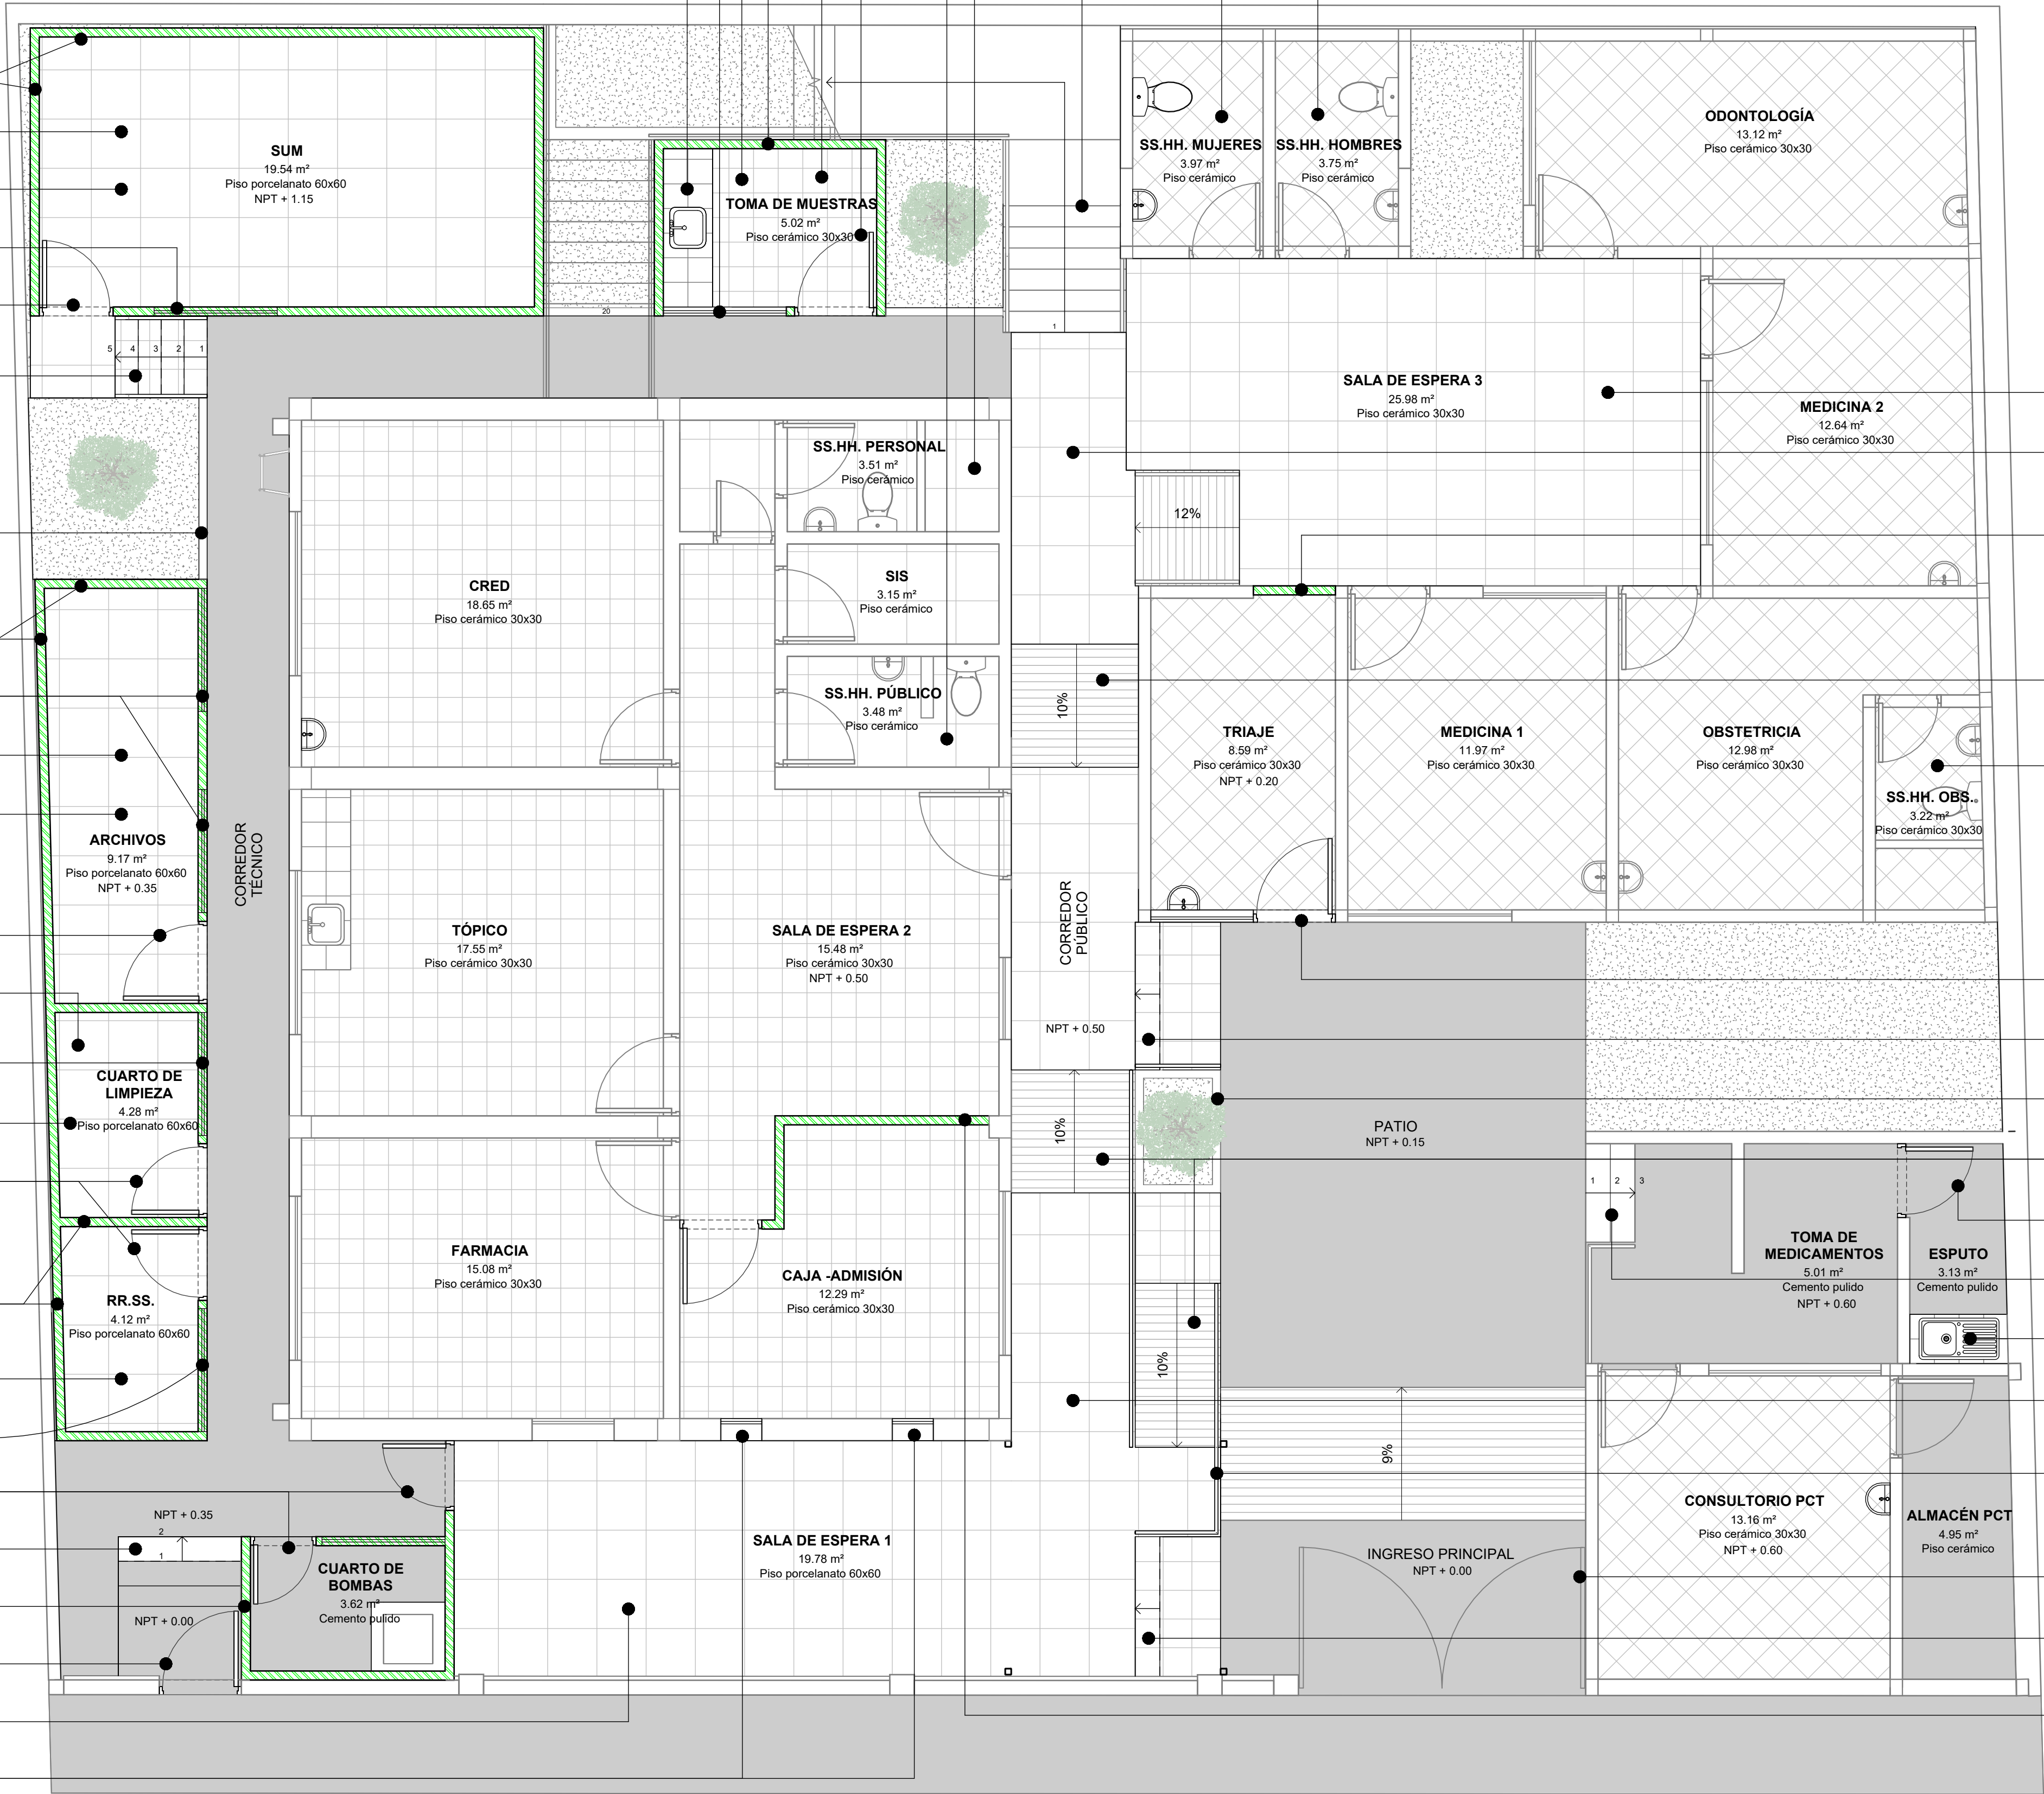 SUM
19.54 m²
Piso porcelanato 60x60
NPT + 1.15
5 4 3 2 1
20
TOMA DE MUESTRAS
5.02 m²
Piso cerámico 30x30
1
SS.HH. MUJERES
3.97 m²
Piso cerámico
SS.HH. HOMBRES
3.75 m²
Piso cerámico
ODONTOLOGÍA
13.12 m²
Piso cerámico 30x30
SALA DE ESPERA 3
25.98 m²
Piso cerámico 30x30
MEDICINA 2
12.64 m²
Piso cerámico 30x30
12%
SS.HH. PERSONAL
3.51 m²
Piso cerámico
CRED
18.65 m²
Piso cerámico 30x30
SIS
3.15 m²
Piso cerámico
SS.HH. PÚBLICO
3.48 m²
Piso cerámico
10%
TRIAJE
8.59 m²
Piso cerámico 30x30
NPT + 0.20
MEDICINA 1
11.97 m²
Piso cerámico 30x30
OBSTETRICIA
12.98 m²
Piso cerámico 30x30
SS.HH. OBS.
3.22 m²
Piso cerámico 30x30
ARCHIVOS
9.17 m²
Piso porcelanato 60x60
NPT + 0.35
CORREDOR
TÉCNICO
TÓPICO
17.55 m²
Piso cerámico 30x30
SALA DE ESPERA 2
15.48 m²
Piso cerámico 30x30
NPT + 0.50
CORREDOR
PÚBLICO
NPT + 0.50
CUARTO DE
LIMPIEZA
4.28 m²
Piso porcelanato 60x60
10%
PATIO
NPT + 0.15
1 2 3
TOMA DE
MEDICAMENTOS
5.01 m²
Cemento pulido
NPT + 0.60
ESPUTO
3.13 m²
Cemento pulido
RR.SS.
4.12 m²
Piso porcelanato 60x60
FARMACIA
15.08 m²
Piso cerámico 30x30
CAJA -ADMISIÓN
12.29 m²
Piso cerámico 30x30
10%
9%
NPT + 0.35
2
1
NPT + 0.00
CUARTO DE
BOMBAS
3.62 m²
Cemento pulido
SALA DE ESPERA 1
19.78 m²
Piso porcelanato 60x60
INGRESO PRINCIPAL
NPT + 0.00
CONSULTORIO PCT
13.16 m²
Piso cerámico 30x30
NPT + 0.60
ALMACÉN PCT
4.95 m²
Piso cerámico